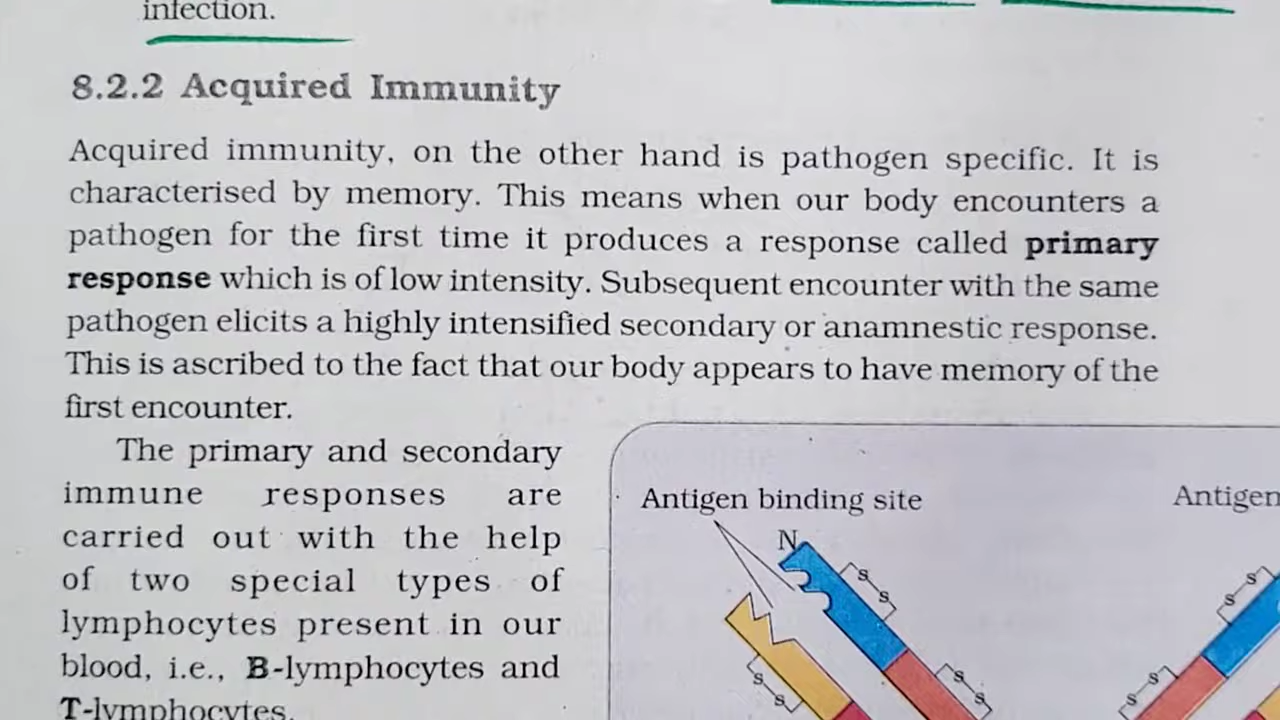 infection.
8.2.2 Acquired Immunity
Acquired immunity, on the other hand is pathogen specific. It is
characterised by memory. This means when our body encounters a
pathogen for the first time it produces a response called primary
response which is of low intensity. Subsequent encounter with the same
pathogen elicits a highly intensified secondary or anamnestic response.
This is ascribed to the fact that our body appears to have memory of the
first encounter.
The primary and secondary
immune responses are
carried out with the help
of two special types of
lymphocytes present in our
blood, i.e., B-lymphocytes and
T-lymphocytes.
Antigen binding site
Antigen
N
s
s
s
s
s
s
s
s
s
s